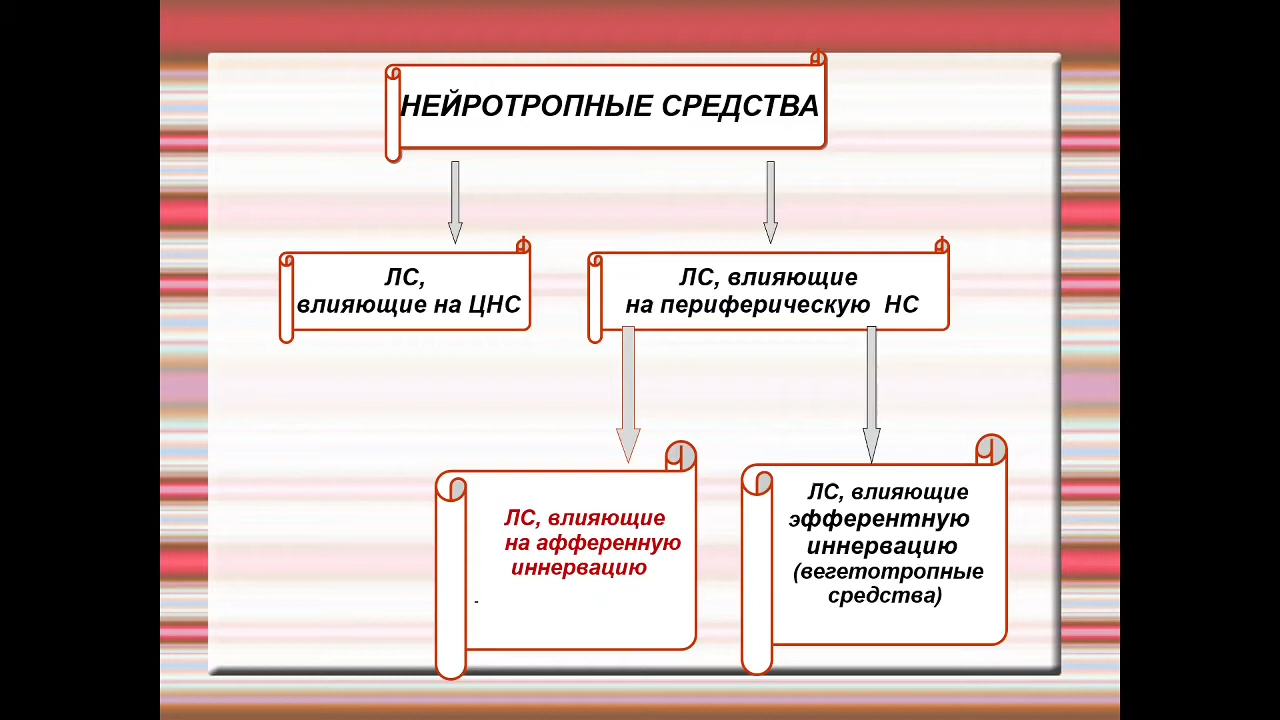 НЕЙРОТРОПНЫЕ СРЕДСТВА
ЛС,
влияющие на ЦНС
ЛС, влияющие
на периферическую НС
ЛС, влияющие
на афференную
иннервацию
-
ЛС, влияющие
эфферентную
иннервацию
(вегетотропные
средства)